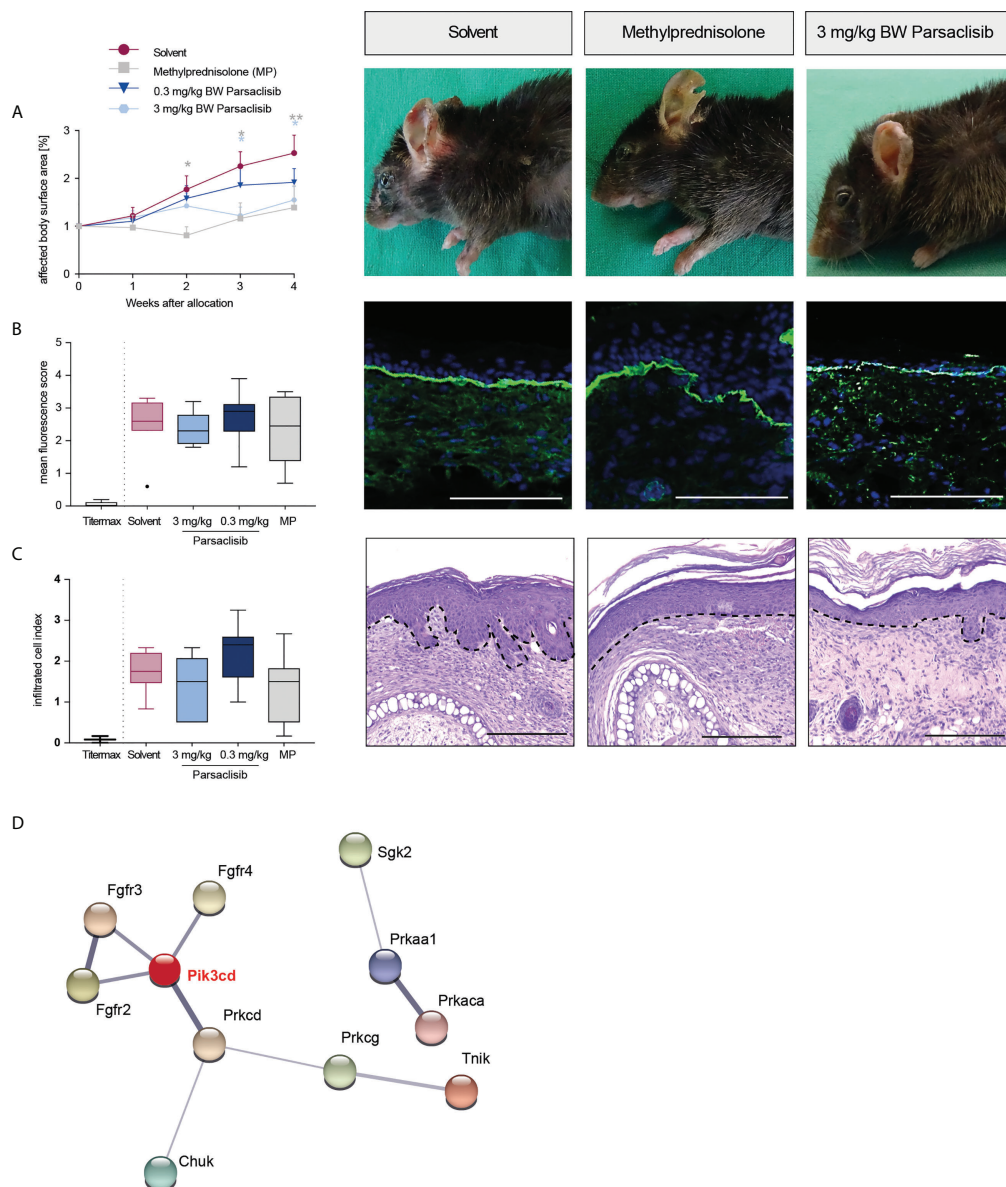 Solvent
Methylprednisolone (MP)
0.3 mg/kg BW Parsaclisib
3 mg/kg BW Parsaclisib
Solvent
Methylprednisolone
3 mg/kg BW Parsaclisib
A
affected body surface area [%]
3
2
1
0
* * * ** *
0 1 2 3 4
Weeks after allocation
B
mean fluorescence score
5
4
3
2
1
0
Titermax Solvent 3 mg/kg 0.3 mg/kg MP
Parsaclisib
C
infiltrated cell index
4
3
2
1
0
Titermax Solvent 3 mg/kg 0.3 mg/kg MP
Parsaclisib
D
Sgk2
Fgfr4
Fgfr3
Prkaa1
Pik3cd
Fgfr2
Prkaca
Prkcd
Prkcg
Tnik
Chuk